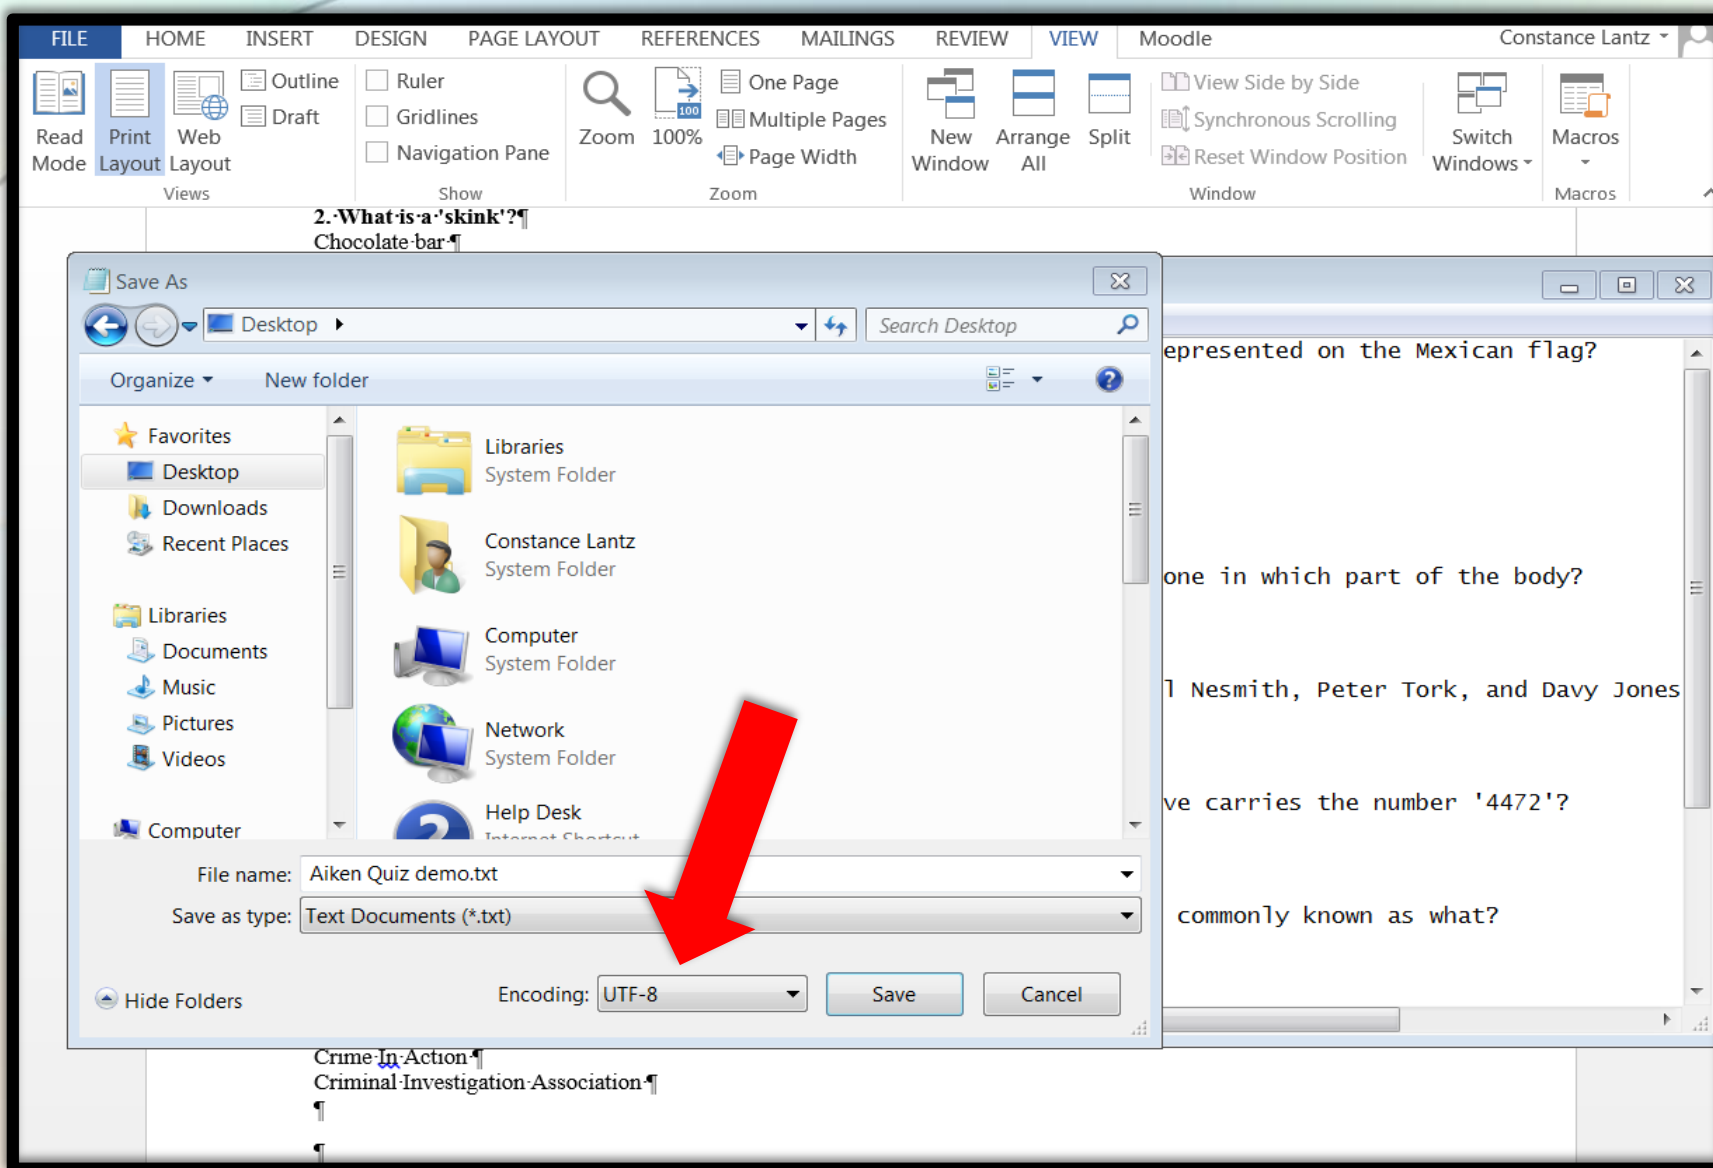 FILE HOME INSERT DESIGN PAGE LAYOUT REFERENCES MAILINGS REVIEW VIEW Moodle Constance Lantz
Read Mode
Print Layout
Web Layout
Outline
Draft
Views
Ruler
Gridlines
Navigation Pane
Show
Zoom
100
100%
One Page
Multiple Pages
Page Width
Zoom
New Window
Arrange All
Split
View Side by Side
Synchronous Scrolling
Reset Window Position
Switch Windows
Window
Macros
Macros
2.·What·is·a·'skink'?¶
Chocolate·bar·¶
Save As
Desktop
Search Desktop
Organize
New folder
Favorites
Desktop
Downloads
Recent Places
Libraries
Documents
Music
Pictures
Videos
Computer
Libraries
System Folder
Constance Lantz
System Folder
Computer
System Folder
Network
System Folder
Help Desk
Internet Shortcut
File name: Aiken Quiz demo.txt
Save as type: Text Documents (*.txt)
Hide Folders
Encoding: UTF-8
Save
Cancel
epresented on the Mexican flag?
one in which part of the body?
l Nesmith, Peter Tork, and Davy Jones
ve carries the number '4472'?
commonly known as what?
Crime·In·Action·¶
Criminal·Investigation·Association·¶
¶
¶